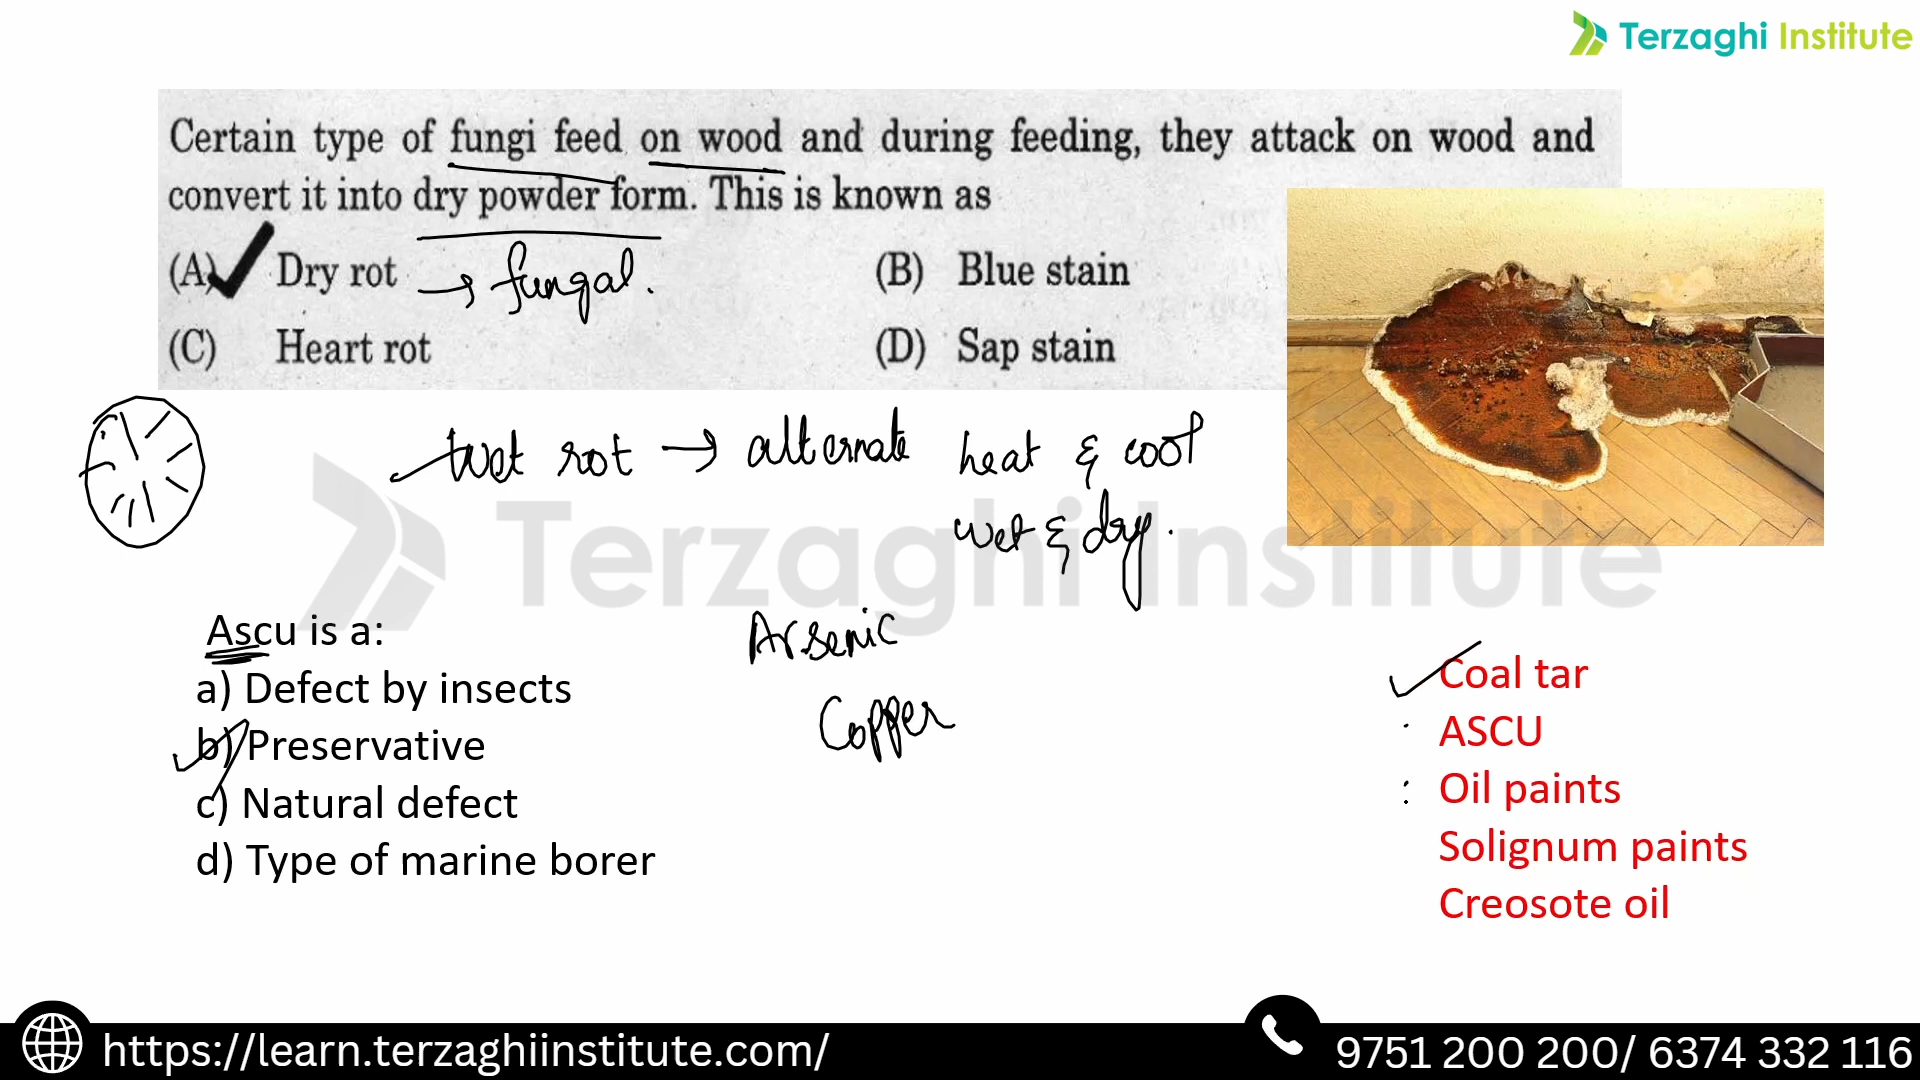 Terzaghi Institute
Certain type of fungi feed on wood and during feeding, they attack on wood and
convert it into dry powder form. This is known as
(A) Dry rot → fungal.
(B) Blue stain
(C) Heart rot
(D) Sap stain
wet rot → alternate heat & cool
wet & dry.
Terzaghi Institute
Ascu is a:
a) Defect by insects
b) Preservative
c) Natural defect
d) Type of marine borer
Arsenic
Copper
Coal tar
ASCU
Oil paints
Solignum paints
Creosote oil
https://learn.terzaghiinstitute.com/
9751 200 200/ 6374 332 116